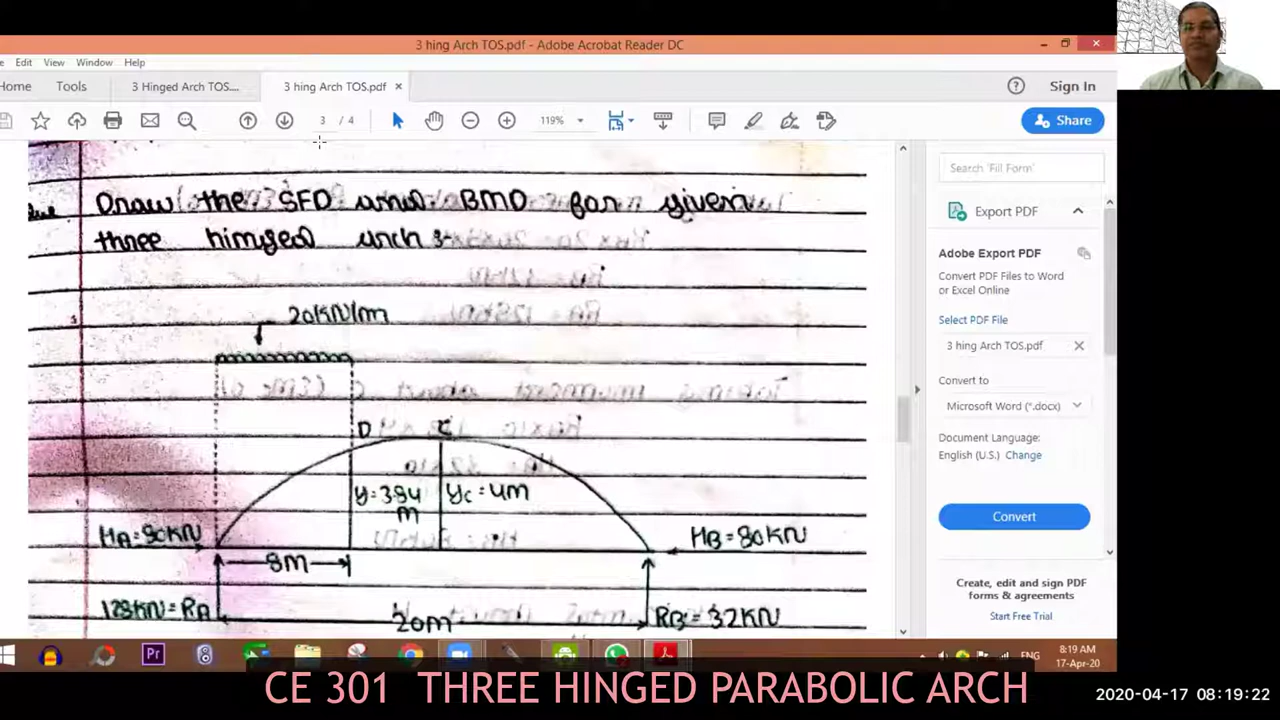 3 hing Arch TOS.pdf - Adobe Acrobat Reader DC
Edit View Window Help
Home Tools 3 Hinged Arch TOS.... 3 hing Arch TOS.pdf × ? Sign In
3 / 4 119% Share
Draw the SFD and BMD for given
three hinged arch :-
20KN/m
D C
y=3.84
m
yc=4m
HA=80KN
HB=80KN
8m
128KN=RA
20m
RB=32KN
Search 'Fill Form'
Export PDF
Adobe Export PDF
Convert PDF Files to Word
or Excel Online
Select PDF File
3 hing Arch TOS.pdf
Convert to
Microsoft Word (*.docx)
Document Language:
English (U.S.) Change
Convert
Create, edit and sign PDF
forms & agreements
Start Free Trial
Pr
2
8:19 AM
17-Apr-20
CE 301 THREE HINGED PARABOLIC ARCH
2020-04-17 08:19:22